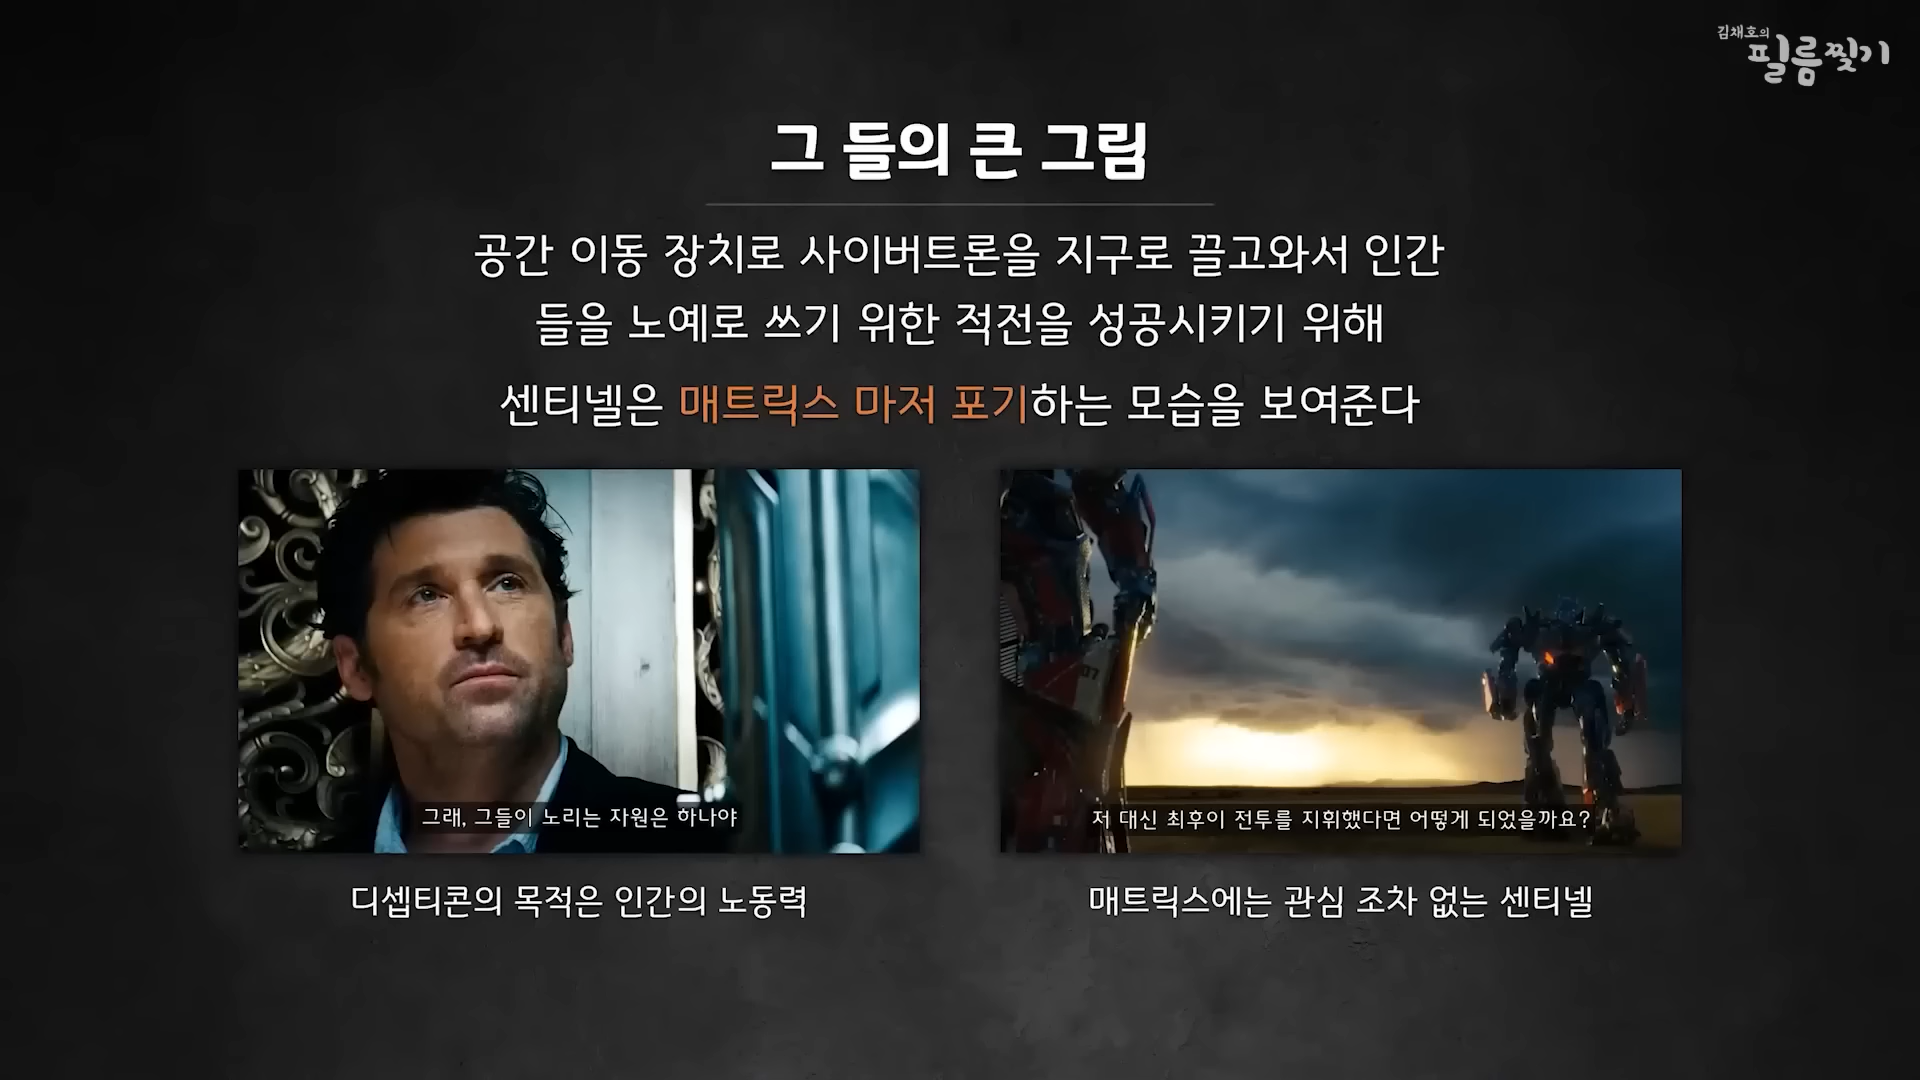 김채호의
필름찢기
그 들의 큰 그림
공간 이동 장치로 사이버트론을 지구로 끌고와서 인간
들을 노예로 쓰기 위한 적전을 성공시키기 위해
센티넬은 매트릭스 마저 포기하는 모습을 보여준다
그래, 그들이 노리는 자원은 하나야
저 대신 최후이 전투를 지휘했다면 어떻게 되었을까요?
디셉티콘의 목적은 인간의 노동력
매트릭스에는 관심 조차 없는 센티넬